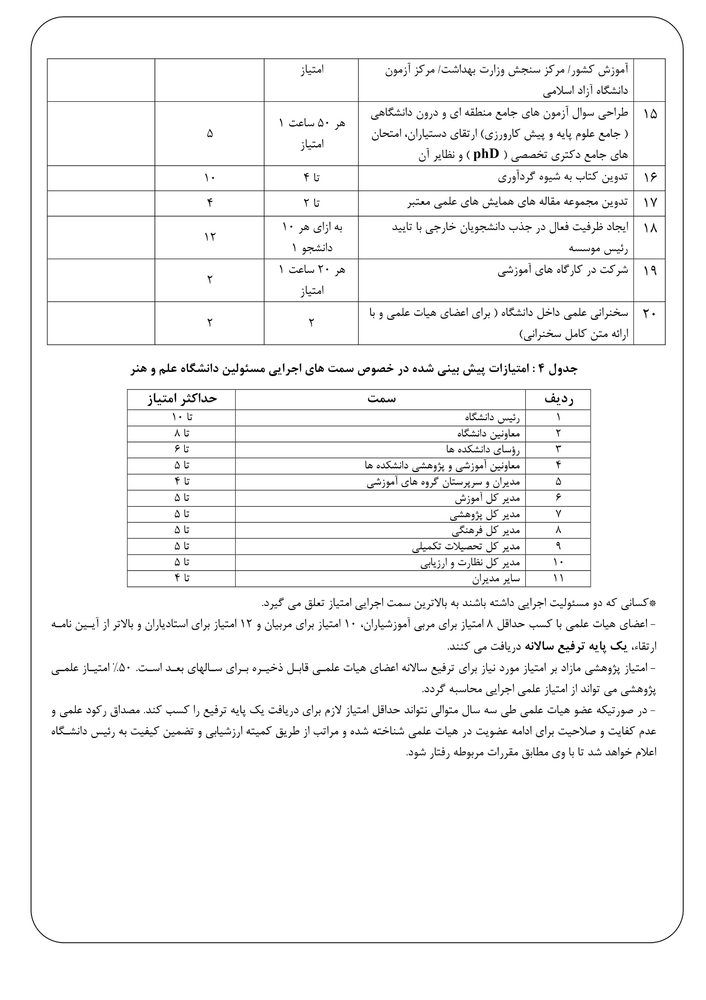 آموزش کشور/ مرکز سنجش وزارت بهداشت/ مرکز آزمون امتیاز
دانشگاه آزاد اسلامی
۱۵ طراحی سوال آزمون های جامع منطقه ای و درون دانشگاهی هر ۵۰ ساعت ۱ ۵
( جامع علوم پایه و پیش کارورزی) ارتقای دستیاران، امتحان امتیاز
های جامع دکتری تخصصی ( phD ) و نظایر آن
۱۶ تدوین کتاب به شیوه گردآوری تا ۴ ۱۰
۱۷ تدوین مجموعه مقاله های همایش های علمی معتبر تا ۲ ۴
۱۸ ایجاد ظرفیت فعال در جذب دانشجویان خارجی با تایید به ازای هر ۱۰ ۱۲
رئیس موسسه دانشجو ۱
۱۹ شرکت در کارگاه های آموزشی هر ۲۰ ساعت ۱ ۲
امتیاز
۲۰ سخنرانی علمی داخل دانشگاه ( برای اعضای هیات علمی و با ۲ ۲
ارائه متن کامل سخنرانی)
جدول ۴ : امتیازات پیش بینی شده در خصوص سمت های اجرایی مسئولین دانشگاه علم و هنر
ردیف سمت حداکثر امتیاز
۱ رئیس دانشگاه تا ۱۰
۲ معاونین دانشگاه تا ۸
۳ رؤسای دانشکده ها تا ۶
۴ معاونین آموزشی و پژوهشی دانشکده ها تا ۵
۵ مدیران و سرپرستان گروه های آموزشی تا ۴
۶ مدیر کل آموزش تا ۵
۷ مدیر کل پژوهشی تا ۵
۸ مدیر کل فرهنگی تا ۵
۹ مدیر کل تحصیلات تکمیلی تا ۵
۱۰ مدیر کل نظارت و ارزیابی تا ۵
۱۱ سایر مدیران تا ۴
*کسانی که دو مسئولیت اجرایی داشته باشند به بالاترین سمت اجرایی امتیاز تعلق می گیرد.
- اعضای هیات علمی با کسب حداقل ۸ امتیاز برای مربی آموزشیاران، ۱۰ امتیاز برای مربیان و ۱۲ امتیاز برای استادیاران و بالاتر از آیـین نامـه
ارتقاء، یک پایه ترفیع سالانه دریافت می کنند.
- امتیاز پژوهشی مازاد بر امتیاز مورد نیاز برای ترفیع سالانه اعضای هیات علمـی قابـل ذخیـره بـرای سـالهای بعـد اسـت. ۵۰٪ امتیـاز علمـی
پژوهشی می تواند از امتیاز علمی اجرایی محاسبه گردد.
- در صورتیکه عضو هیات علمی طی سه سال متوالی نتواند حداقل امتیاز لازم برای دریافت یک پایه ترفیع را کسب کند. مصداق رکود علمی و
عدم کفایت و صلاحیت برای ادامه عضویت در هیات علمی شناخته شده و مراتب از طریق کمیته ارزشیابی و تضمین کیفیت به رئیس دانشـگاه
اعلام خواهد شد تا با وی مطابق مقررات مربوطه رفتار شود.